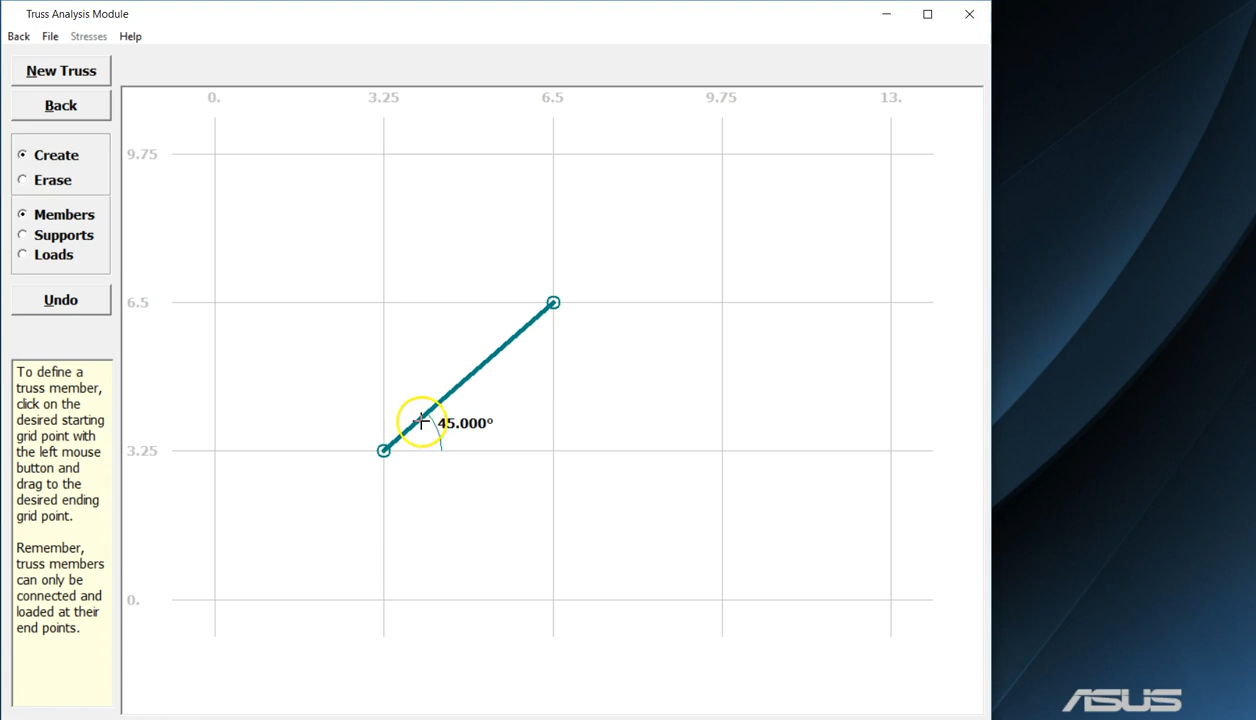 Truss Analysis Module
Back File Stresses Help
New Truss
Back
Create
Erase
Members
Supports
Loads
Undo
To define a
truss member,
click on the
desired starting
grid point with
the left mouse
button and
drag to the
desired ending
grid point.
Remember,
truss members
can only be
connected and
loaded at their
end points.
0. 3.25 6.5 9.75 13.
9.75
6.5
45.000°
3.25
0.
ASUS